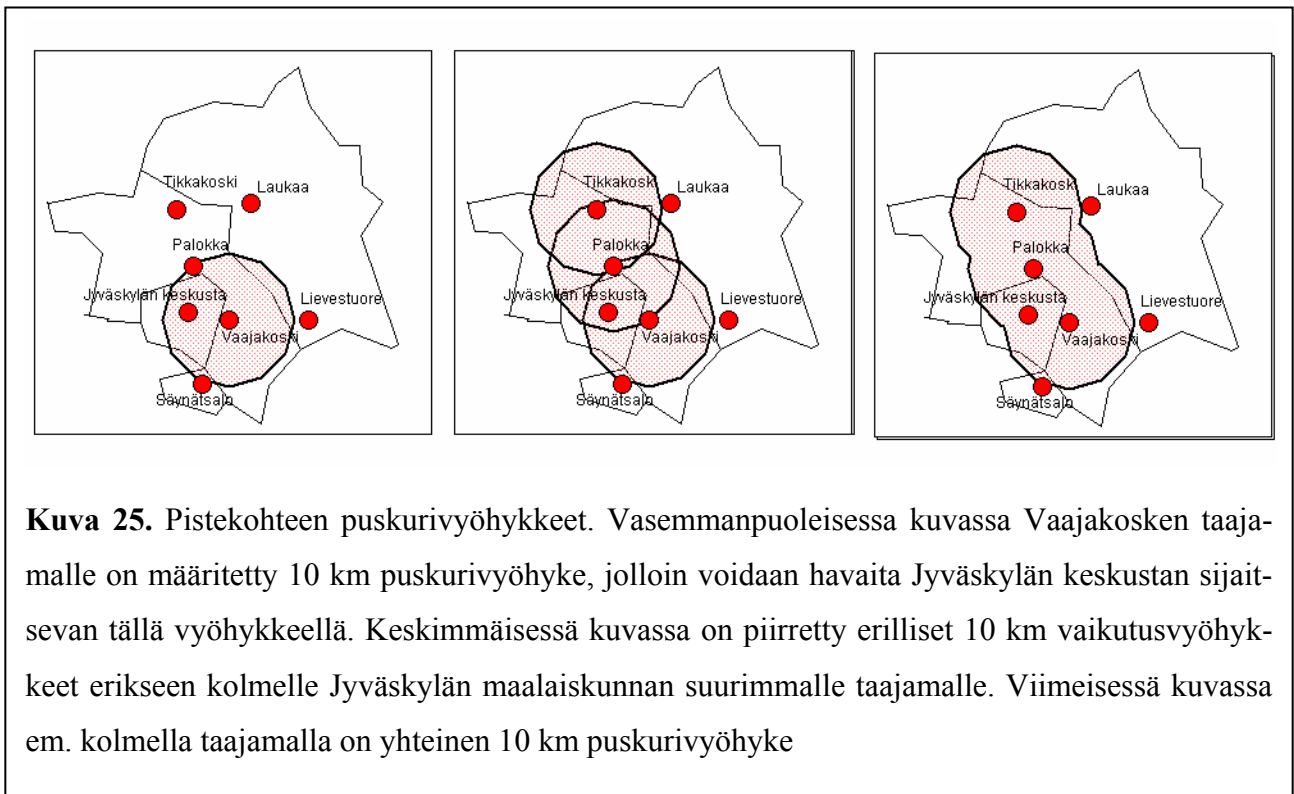 Tikkakoski
Laukaa
Palokka
Jyväskylän keskusta
Lievestuore
Vaajakoski
Säynätsalo
Tikkakoski
Laukaa
Palokka
Jyväskylän keskusta
Lievestuore
Vaajakoski
Säynätsalo
Tikkakoski
Laukaa
Palokka
Jyväskylän keskusta
Lievestuore
Vaajakoski
Säynätsalo
Kuva 25. Pistekohteen puskurivyöhykkeet. Vasemmanpuoleisessa kuvassa Vaajakosken taaja-
malle on määritetty 10 km puskurivyöhyke, jolloin voidaan havaita Jyväskylän keskustan sijait-
sevan tällä vyöhykkeellä. Keskimmäisessä kuvassa on piirretty erilliset 10 km vaikutusvyöhyk-
keet erikseen kolmelle Jyväskylän maalaiskunnan suurimmalle taajamalle. Viimeisessä kuvassa
em. kolmella taajamalla on yhteinen 10 km puskurivyöhyke